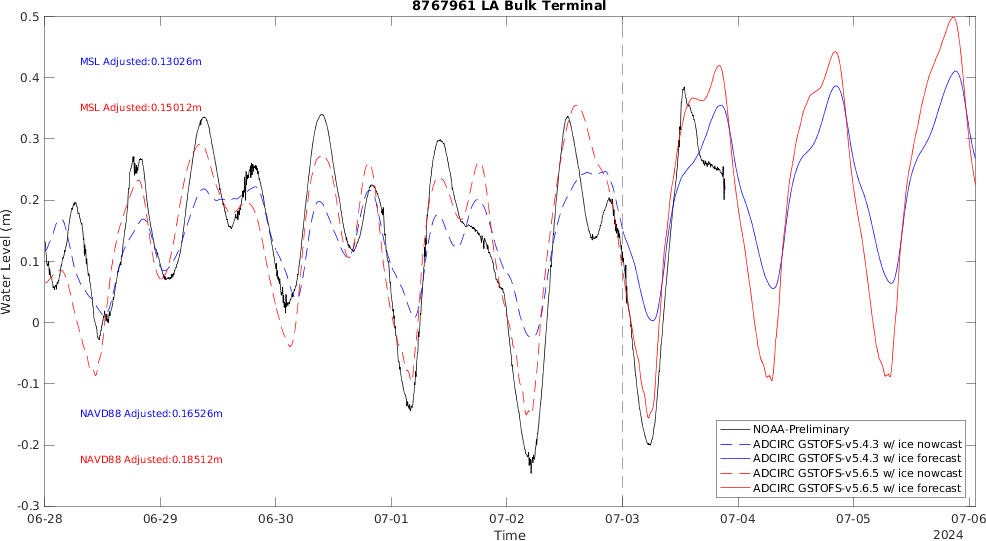 8767961 LA Bulk Terminal
0.5
0.4
0.3
0.2
0.1
0
-0.1
-0.2
-0.3
Water Level (m)
MSL Adjusted:0.13026m
MSL Adjusted:0.15012m
NAVD88 Adjusted:0.16526m
NAVD88 Adjusted:0.18512m
NOAA-Preliminary
ADCIRC GSTOFS-v5.4.3 w/ ice nowcast
ADCIRC GSTOFS-v5.4.3 w/ ice forecast
ADCIRC GSTOFS-v5.6.5 w/ ice nowcast
ADCIRC GSTOFS-v5.6.5 w/ ice forecast
06-28 06-29 06-30 07-01 07-02 07-03 07-04 07-05 07-06
Time
2024